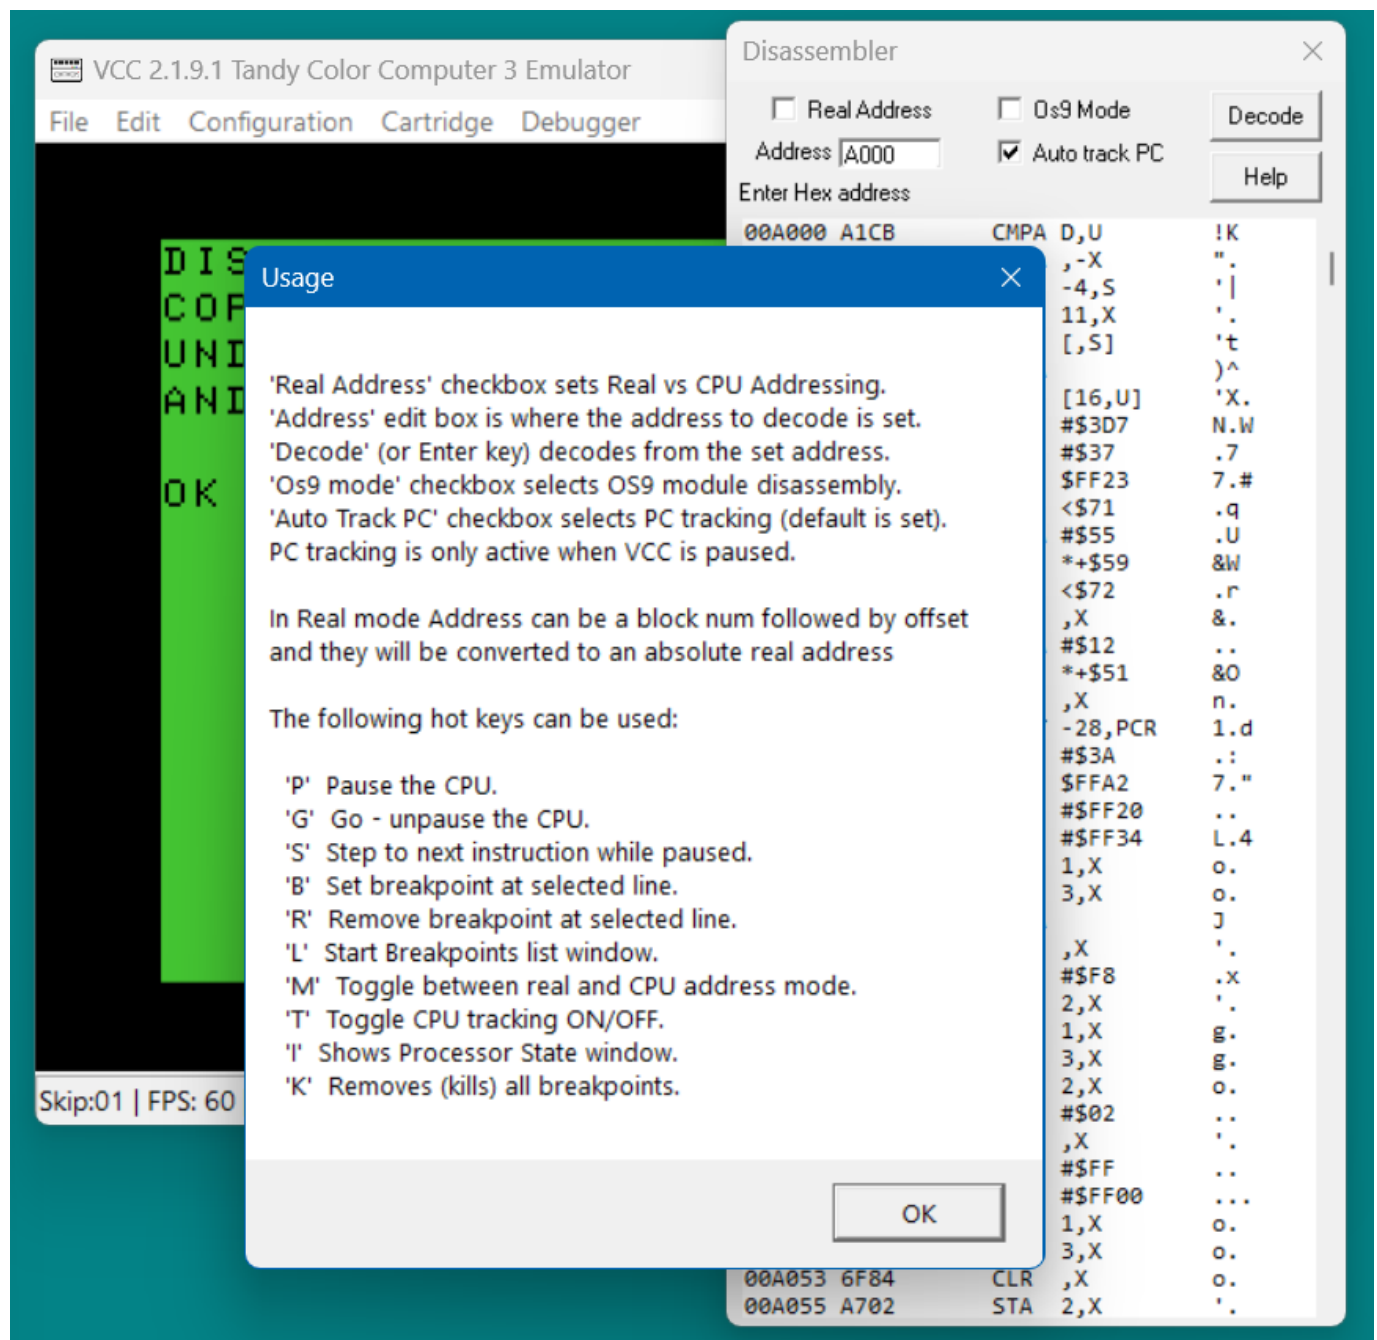 VCC 2.1.9.1 Tandy Color Computer 3 Emulator
File Edit Configuration Cartridge Debugger
DIS
COP
UND
AND
OK
Skip:01 | FPS: 60
Disassembler
Real Address
Os9 Mode
Decode
Address A000
Auto track PC
Help
Enter Hex address
00A000 A1CB CMPA D,U !K
,-X ".
-4,S '|
11,X '.
[,S] 't
)^
[16,U] 'X.
#$3D7 N.W
#$37 .7
$FF23 7.#
<$71 .q
#$55 .U
*+$59 &W
<$72 .r
,X &.
#$12 ..
*+$51 &O
,X n.
-28,PCR 1.d
#$3A .:
$FFA2 7."
#$FF20 ..
#$FF34 L.4
1,X o.
3,X o.
J
,X '.
#$F8 .x
2,X '.
1,X g.
3,X g.
2,X o.
#$02 ..
,X '.
#$FF ..
#$FF00 ...
1,X o.
3,X o.
00A053 6F84 CLR ,X o.
00A055 A702 STA 2,X '.
Usage
'Real Address' checkbox sets Real vs CPU Addressing.
'Address' edit box is where the address to decode is set.
'Decode' (or Enter key) decodes from the set address.
'Os9 mode' checkbox selects OS9 module disassembly.
'Auto Track PC' checkbox selects PC tracking (default is set).
PC tracking is only active when VCC is paused.
In Real mode Address can be a block num followed by offset
and they will be converted to an absolute real address
The following hot keys can be used:
'P' Pause the CPU.
'G' Go - unpause the CPU.
'S' Step to next instruction while paused.
'B' Set breakpoint at selected line.
'R' Remove breakpoint at selected line.
'L' Start Breakpoints list window.
'M' Toggle between real and CPU address mode.
'T' Toggle CPU tracking ON/OFF.
'I' Shows Processor State window.
'K' Removes (kills) all breakpoints.
OK